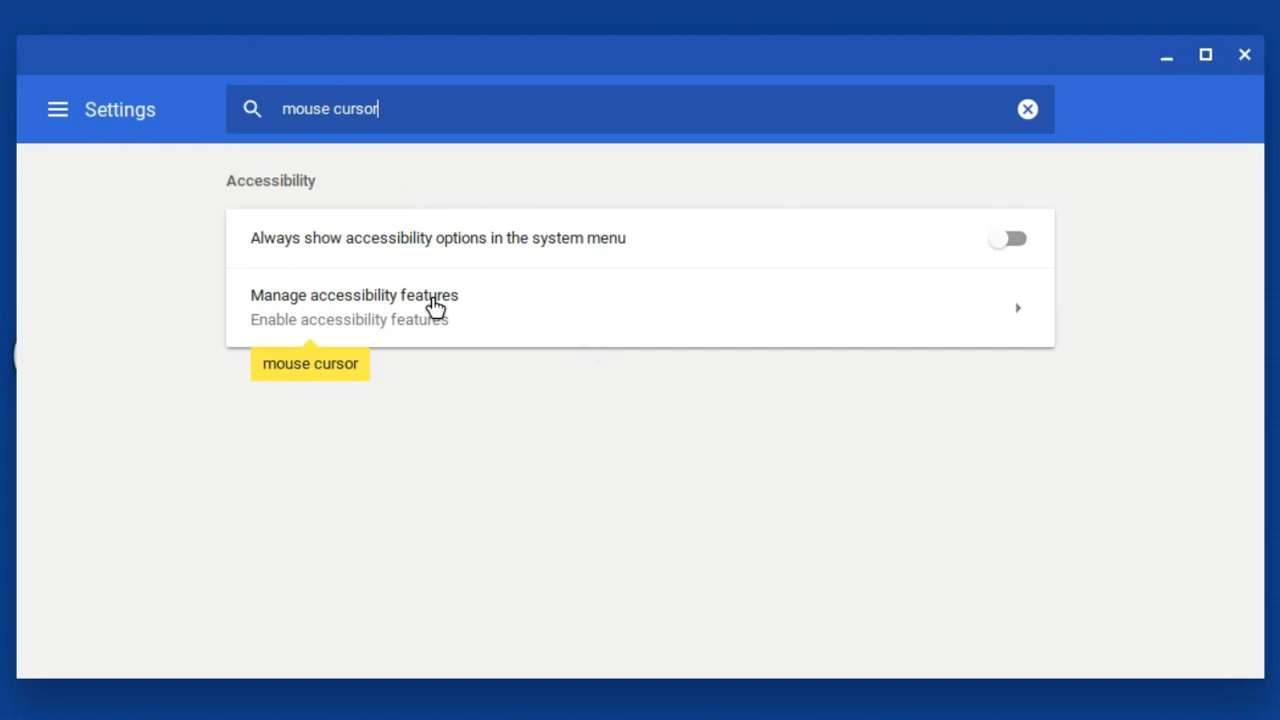 Settings
mouse cursor
Accessibility
Always show accessibility options in the system menu
Manage accessibility features
Enable accessibility features
mouse cursor